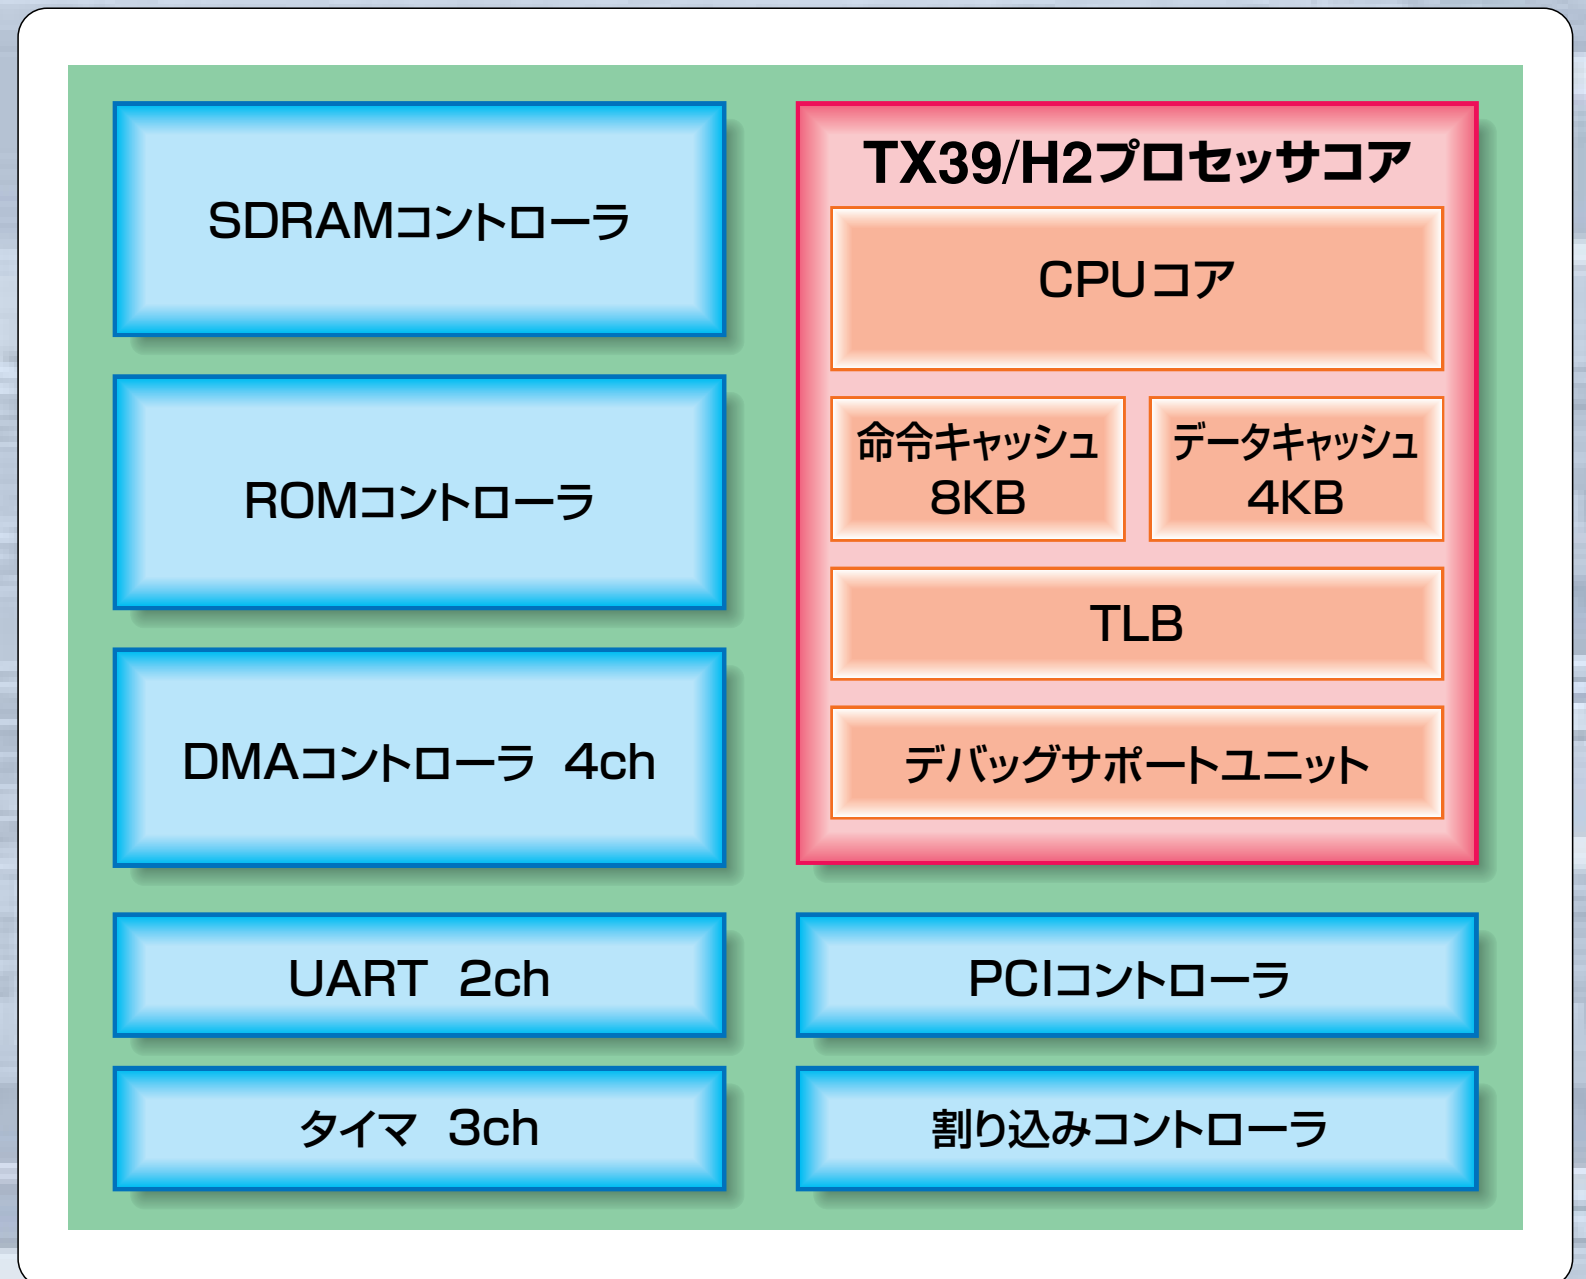 SDRAMコントローラ
ROMコントローラ
DMAコントローラ 4ch
UART 2ch
タイマ 3ch
TX39/H2プロセッサコア
CPUコア
命令キャッシュ
8KB
データキャッシュ
4KB
TLB
デバッグサポートユニット
PCIコントローラ
割り込みコントローラ